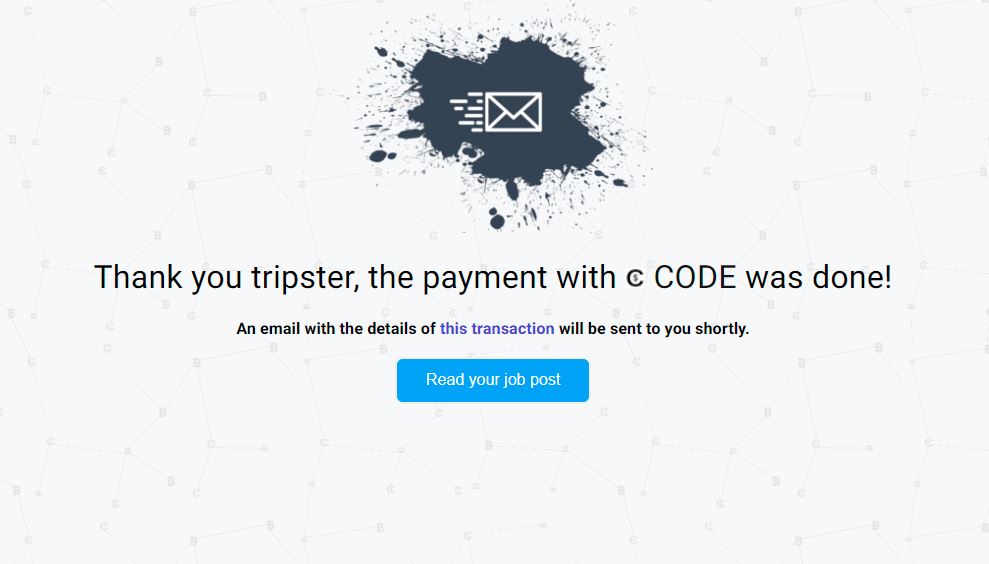 Thank you tripster, the payment with CODE was done!
An email with the details of this transaction will be sent to you shortly.
Read your job post